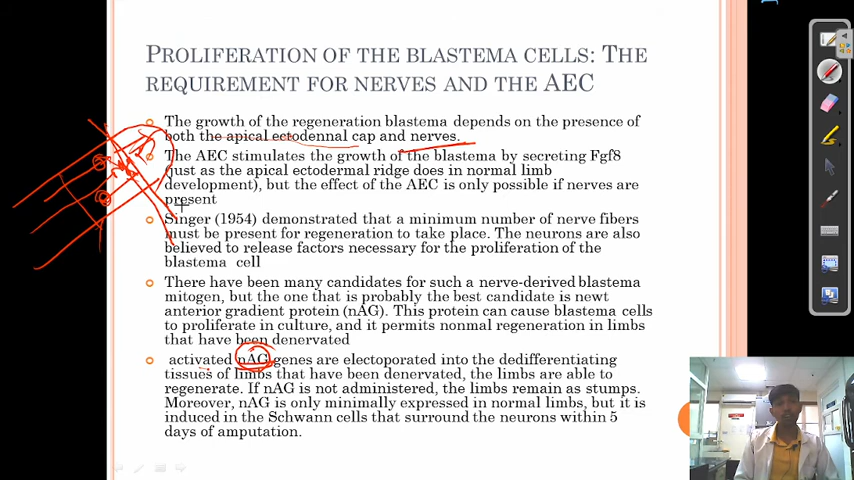 PROLIFERATION OF THE BLASTEMA CELLS: THE
REQUIREMENT FOR NERVES AND THE AEC
The growth of the regeneration blastema depends on the presence of
both the apical ectodennal cap and nerves.
The AEC stimulates the growth of the blastema by secreting Fgf8
(just as the apical ectodermal ridge does in normal limb
development), but the effect of the AEC is only possible if nerves are
present
Singer (1954) demonstrated that a minimum number of nerve fibers
must be present for regeneration to take place. The neurons are also
believed to release factors necessary for the proliferation of the
blastema cell
There have been many candidates for such a nerve-derived blastema
mitogen, but the one that is probably the best candidate is newt
anterior gradient protein (nAG). This protein can cause blastema cells
to proliferate in culture, and it permits nonmal regeneration in limbs
that have been denervated
activated nAG genes are electoporated into the dedifferentiating
tissues of limbs that have been denervated, the limbs are able to
regenerate. If nAG is not administered, the limbs remain as stumps.
Moreover, nAG is only minimally expressed in normal limbs, but it is
induced in the Schwann cells that surround the neurons within 5
days of amputation.